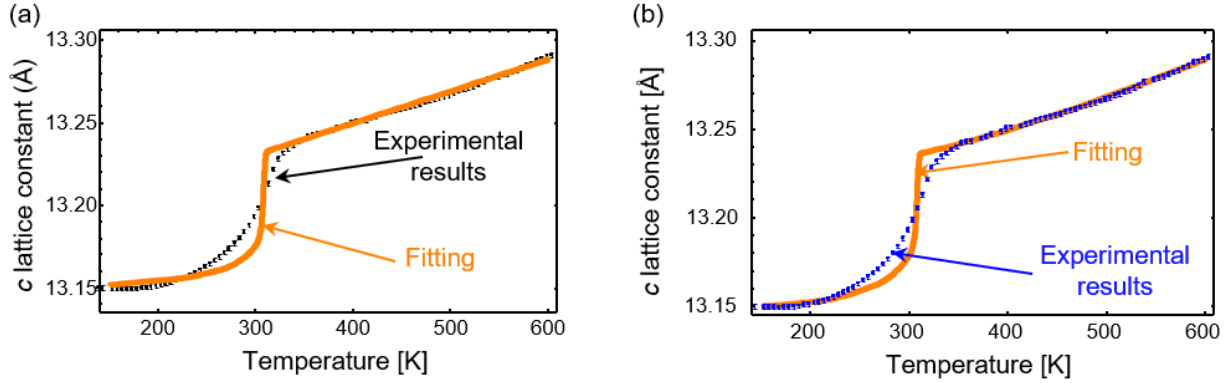 (a)
13.30
13.25
13.20
13.15
c lattice constant (Å)
Experimental
results
Fitting
200 300 400 500 600
Temperature [K]
(b)
13.30
13.25
13.20
13.15
c lattice constant [Å]
Fitting
Experimental
results
200 300 400 500 600
Temperature [K]